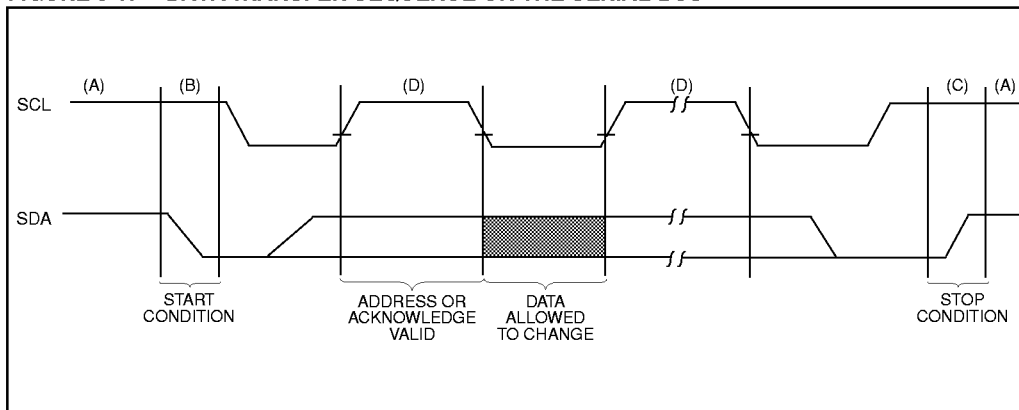 (A) (B) (D) (D) (C) (A)
SCL
SDA
START
CONDITION
ADDRESS OR
ACKNOWLEDGE
VALID
DATA
ALLOWED
TO CHANGE
STOP
CONDITION